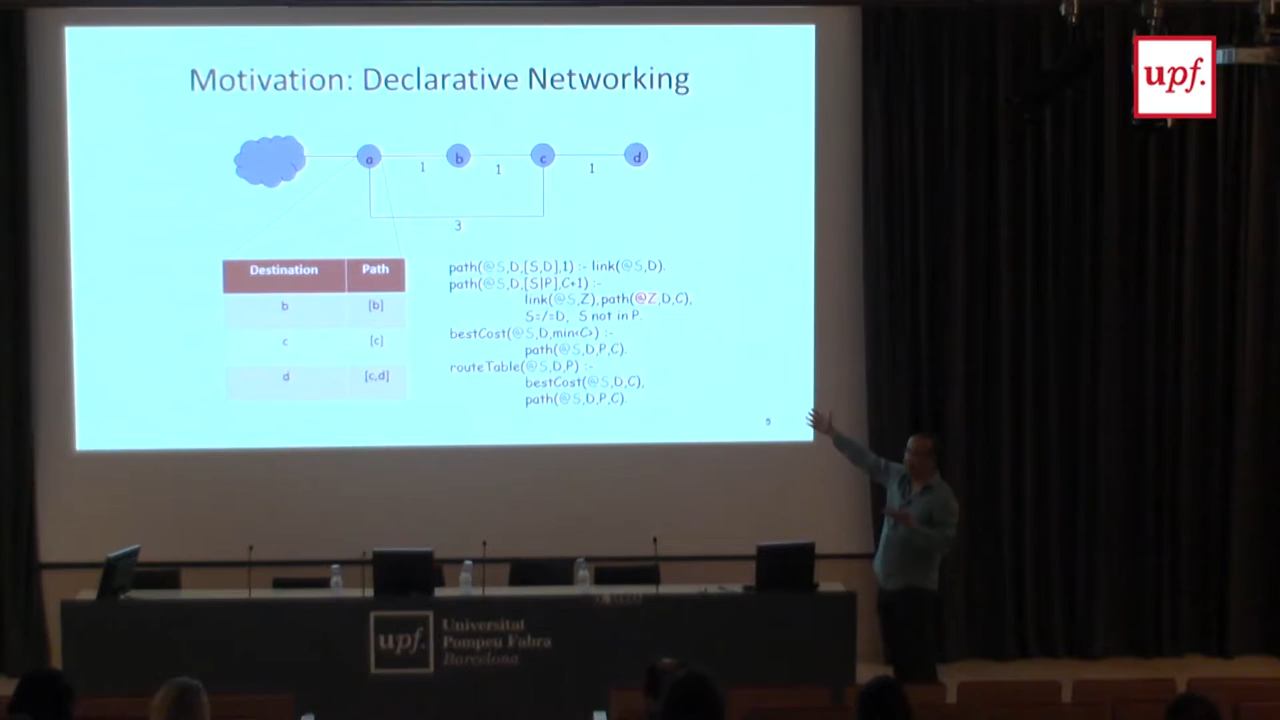 upf.
Motivation: Declarative Networking
a
b
c
d
1
1
1
3
Destination Path
b [b]
c [c]
d [c,d]
path(@S,D,[S,D],1) :- link(@S,D).
path(@S,D,[S|P],C+1) :-
link(@S,Z),path(@Z,D,C),
S=/=D, S not in P.
bestCost(@S,D,min<C>) :-
path(@S,D,P,C).
routeTable(@S,D,P) :-
bestCost(@S,D,C),
path(@S,D,P,C).
upf.
Universitat
Pompeu Fabra
Barcelona